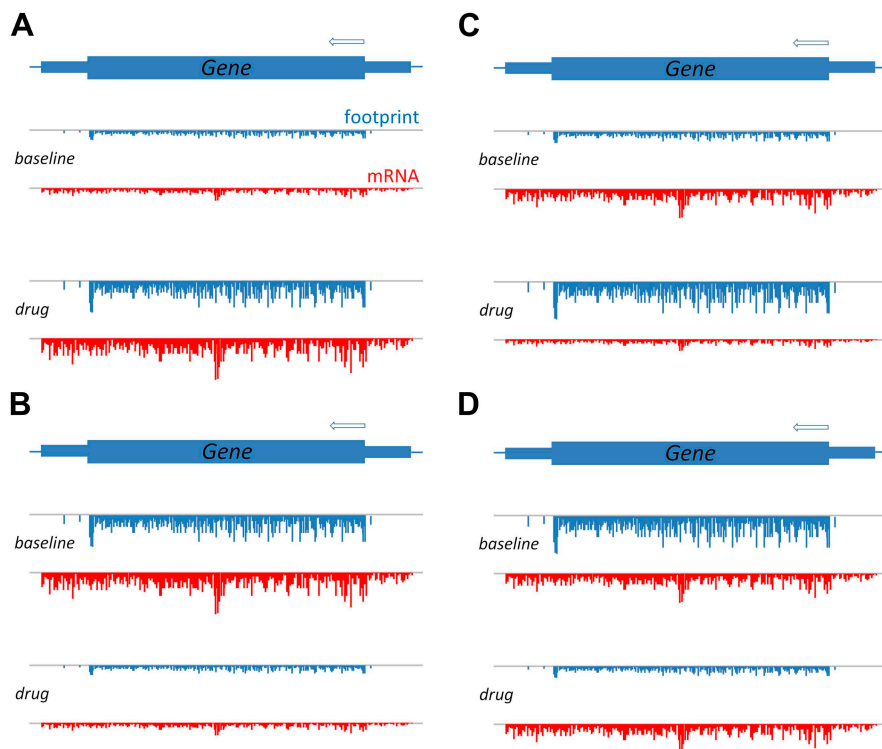 A
Gene
footprint
baseline
mRNA
drug
B
Gene
baseline
drug
C
Gene
baseline
drug
D
Gene
baseline
drug